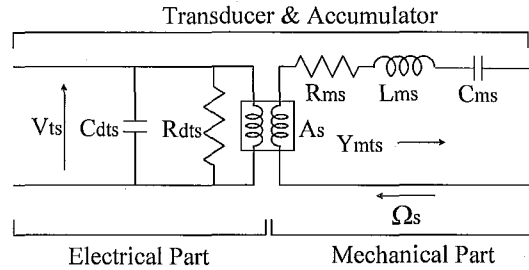 Transducer & Accumulator
Rms Lms Cms
Vts Cdts Rdts As
Ymts
Ωs
Electrical Part Mechanical Part